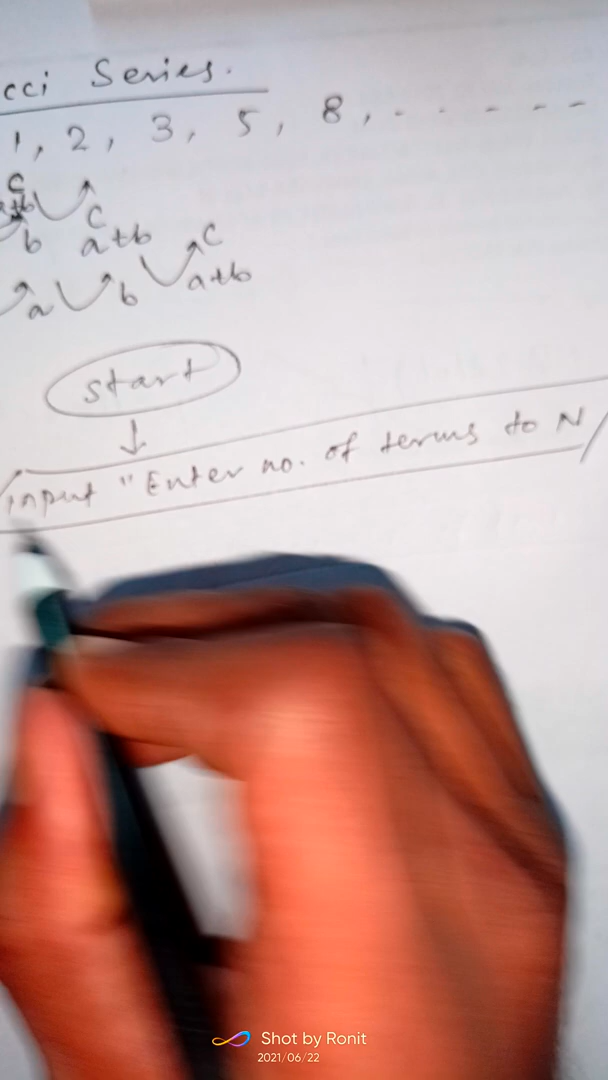 cci Series.
1, 2, 3, 5, 8, - - - - -
c
a+b
c
b a+b c
a b a+b
start
input "Enter no. of terms to N
Shot by Ronit
2021/06/22